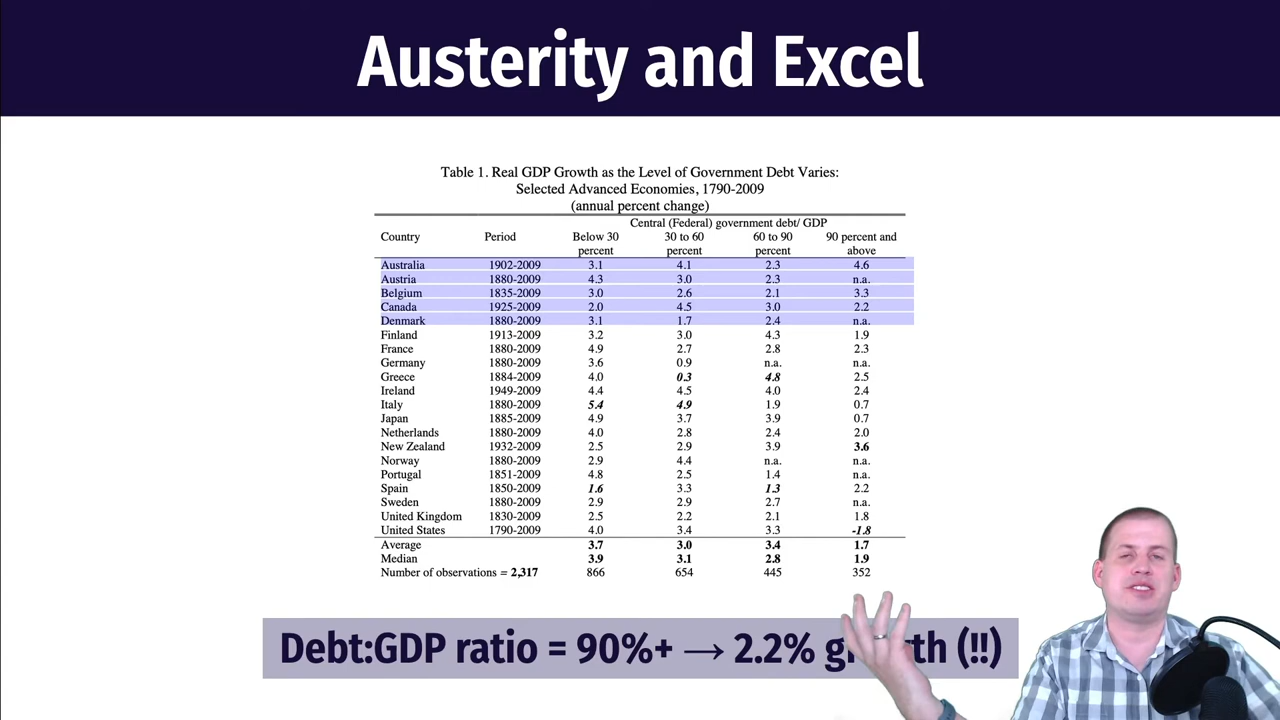 Austerity and Excel
Table 1. Real GDP Growth as the Level of Government Debt Varies:
Selected Advanced Economies, 1790-2009
(annual percent change)
Central (Federal) government debt/ GDP
Country Period Below 30 30 to 60 60 to 90 90 percent and
percent percent percent above
Australia 1902-2009 3.1 4.1 2.3 4.6
Austria 1880-2009 4.3 3.0 2.3 n.a.
Belgium 1835-2009 3.0 2.6 2.1 3.3
Canada 1925-2009 2.0 4.5 3.0 2.2
Denmark 1880-2009 3.1 1.7 2.4 n.a.
Finland 1913-2009 3.2 3.0 4.3 1.9
France 1880-2009 4.9 2.7 2.8 2.3
Germany 1880-2009 3.6 0.9 n.a. n.a.
Greece 1884-2009 4.0 0.3 4.8 2.5
Ireland 1949-2009 4.4 4.5 4.0 2.4
Italy 1880-2009 5.4 4.9 1.9 0.7
Japan 1885-2009 4.9 3.7 3.9 0.7
Netherlands 1880-2009 4.0 2.8 2.4 2.0
New Zealand 1932-2009 2.5 2.9 3.9 3.6
Norway 1880-2009 2.9 4.4 n.a. n.a.
Portugal 1851-2009 4.8 2.5 1.4 n.a.
Spain 1850-2009 1.6 3.3 1.3 2.2
Sweden 1880-2009 2.9 2.9 2.7 n.a.
United Kingdom 1830-2009 2.5 2.2 2.1 1.8
United States 1790-2009 4.0 3.4 3.3 -1.8
Average 3.7 3.0 3.4 1.7
Median 3.9 3.1 2.8 1.9
Number of observations = 2,317 866 654 445 352
Debt:GDP ratio = 90%+ → 2.2% (!!)